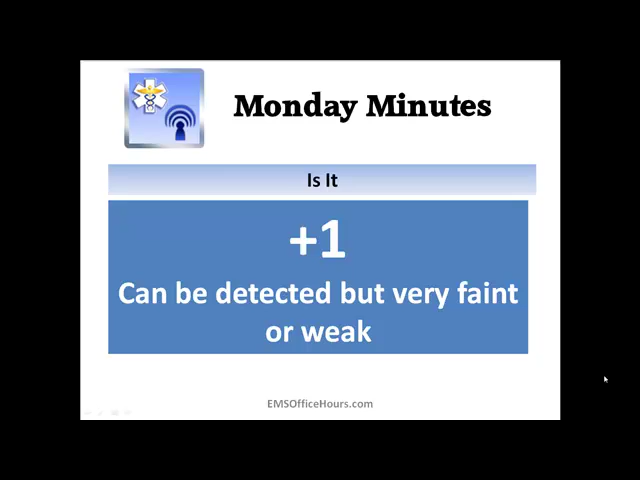 Monday Minutes
Is It
+1
Can be detected but very faint
or weak
EMSOfficeHours.com